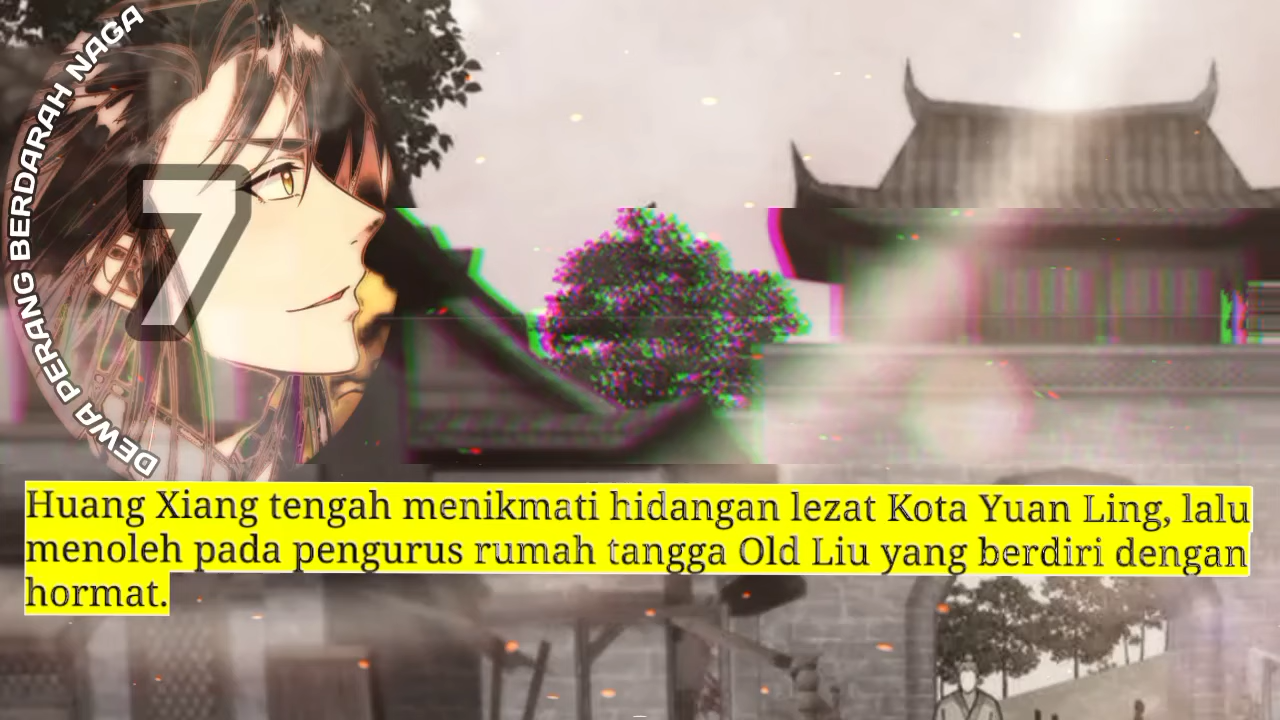 DEWA PERANG BERDARAH NAGA
7
Huang Xiang tengah menikmati hidangan lezat Kota Yuan Ling, lalu
menoleh pada pengurus rumah tangga Old Liu yang berdiri dengan
hormat.